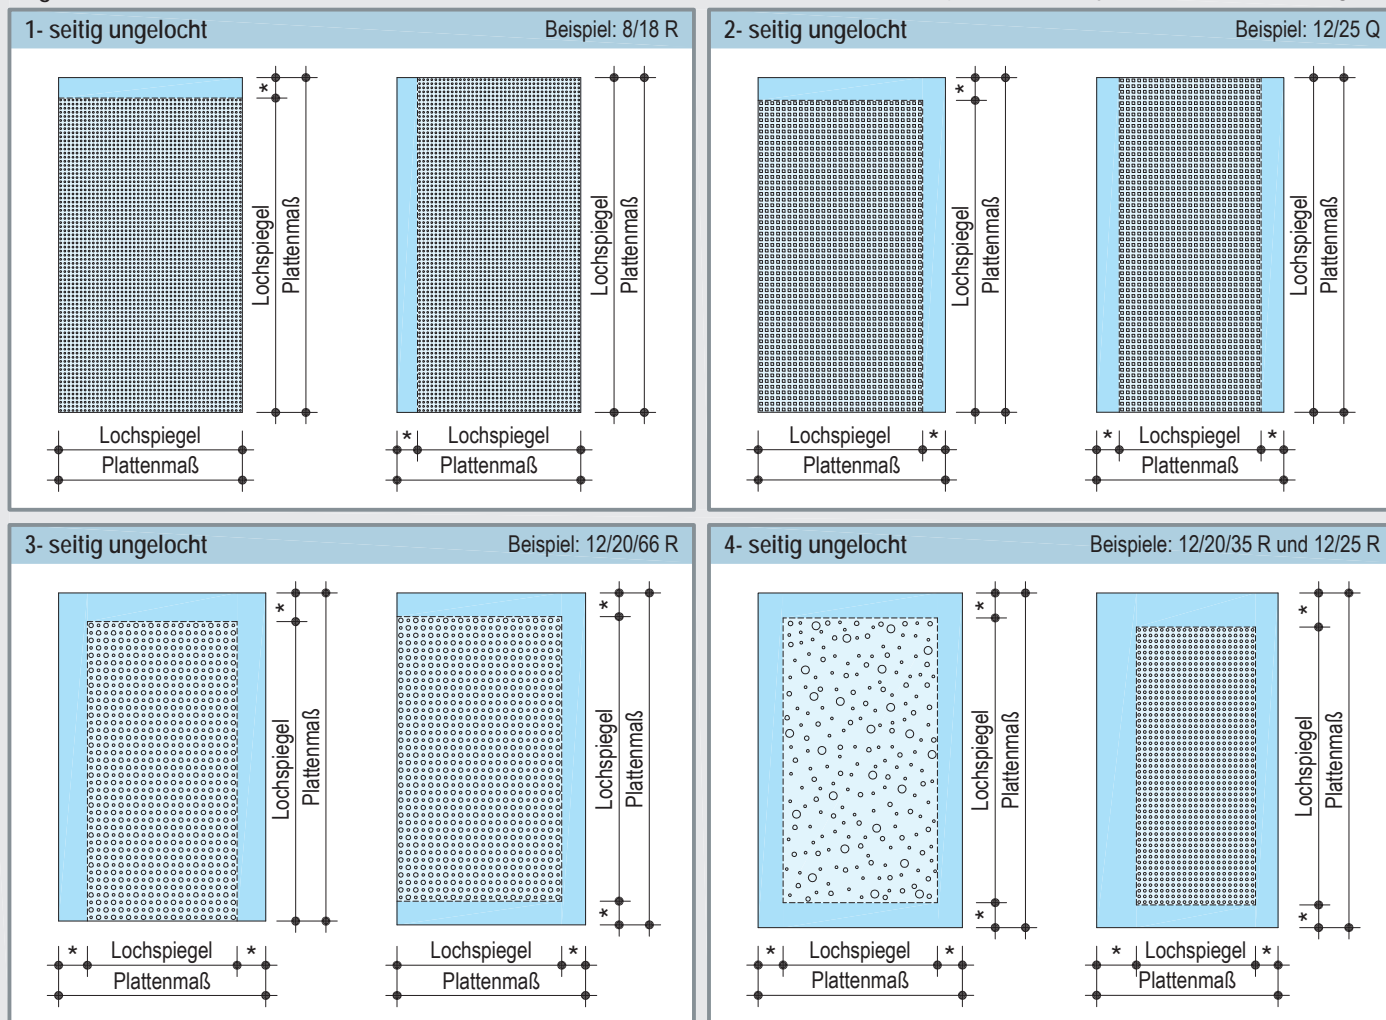 1- seitig ungelocht Beispiel: 8/18 R
*
Lochspiegel
Plattenmaß
Lochspiegel
Plattenmaß
Lochspiegel
Plattenmaß
* Lochspiegel
Plattenmaß
2- seitig ungelocht Beispiel: 12/25 Q
*
Lochspiegel
Plattenmaß
Lochspiegel
Plattenmaß
Lochspiegel *
Plattenmaß
* Lochspiegel *
Plattenmaß
3- seitig ungelocht Beispiel: 12/20/66 R
*
Lochspiegel
Plattenmaß
*
Lochspiegel
Plattenmaß
*
* Lochspiegel *
Plattenmaß
Lochspiegel *
Plattenmaß
4- seitig ungelocht Beispiele: 12/20/35 R und 12/25 R
*
Lochspiegel
Plattenmaß
*
*
Lochspiegel
Plattenmaß
*
* Lochspiegel *
Plattenmaß
* Lochspiegel *
Plattenmaß